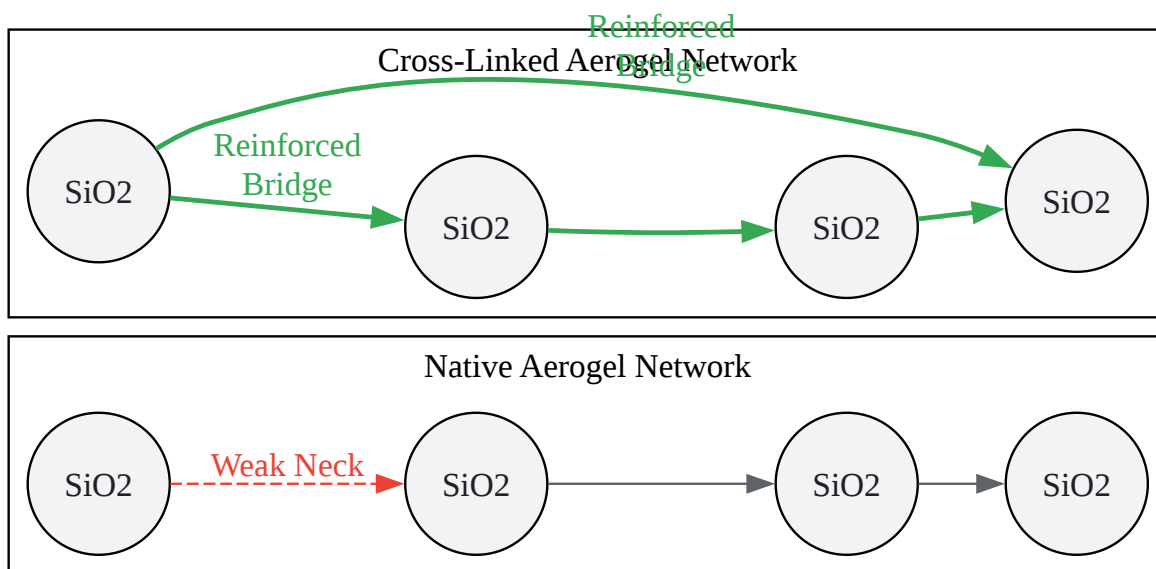 Reinforced
Bridge
Cross-Linked Aerogel Network
Reinforced
Bridge
SiO2
SiO2
SiO2
SiO2
Native Aerogel Network
Weak Neck
SiO2
SiO2
SiO2
SiO2